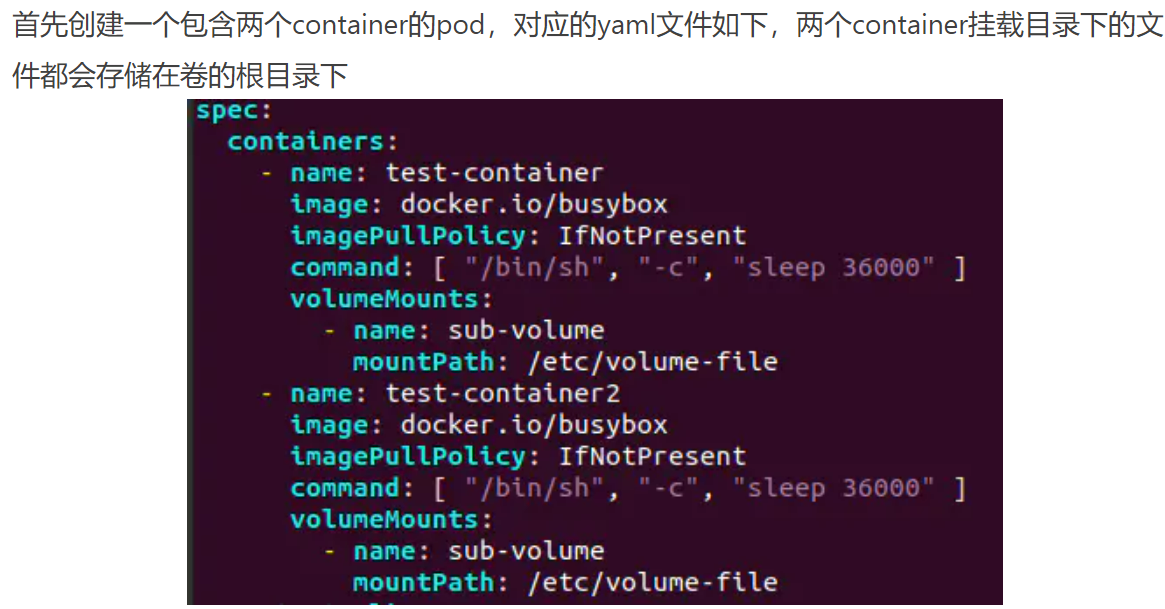 首先创建一个包含两个container的pod，对应的yaml文件如下，两个container挂载目录下的文
件都会存储在卷的根目录下
spec:
  containers:
    - name: test-container
      image: docker.io/busybox
      imagePullPolicy: IfNotPresent
      command: [ "/bin/sh", "-c", "sleep 36000" ]
      volumeMounts:
        - name: sub-volume
          mountPath: /etc/volume-file
    - name: test-container2
      image: docker.io/busybox
      imagePullPolicy: IfNotPresent
      command: [ "/bin/sh", "-c", "sleep 36000" ]
      volumeMounts:
        - name: sub-volume
          mountPath: /etc/volume-file